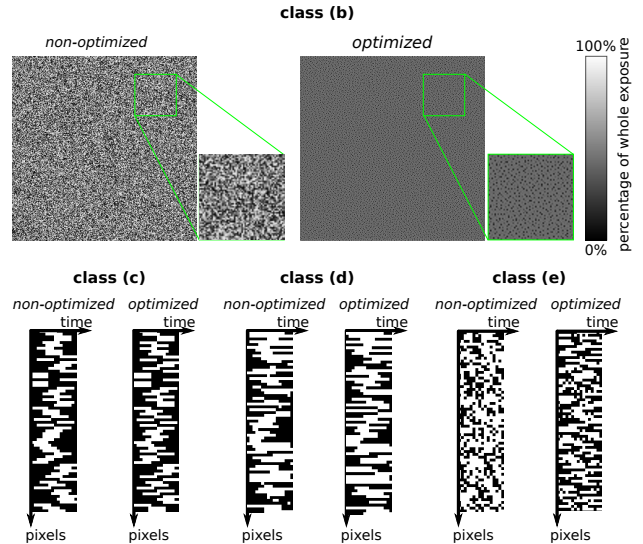 class (b)
non-optimized
optimized
100%
percentage of whole exposure
0%
class (c)
class (d)
class (e)
non-optimized optimized
non-optimized optimized
non-optimized optimized
time
time
time
time
time
time
pixels
pixels
pixels
pixels
pixels
pixels